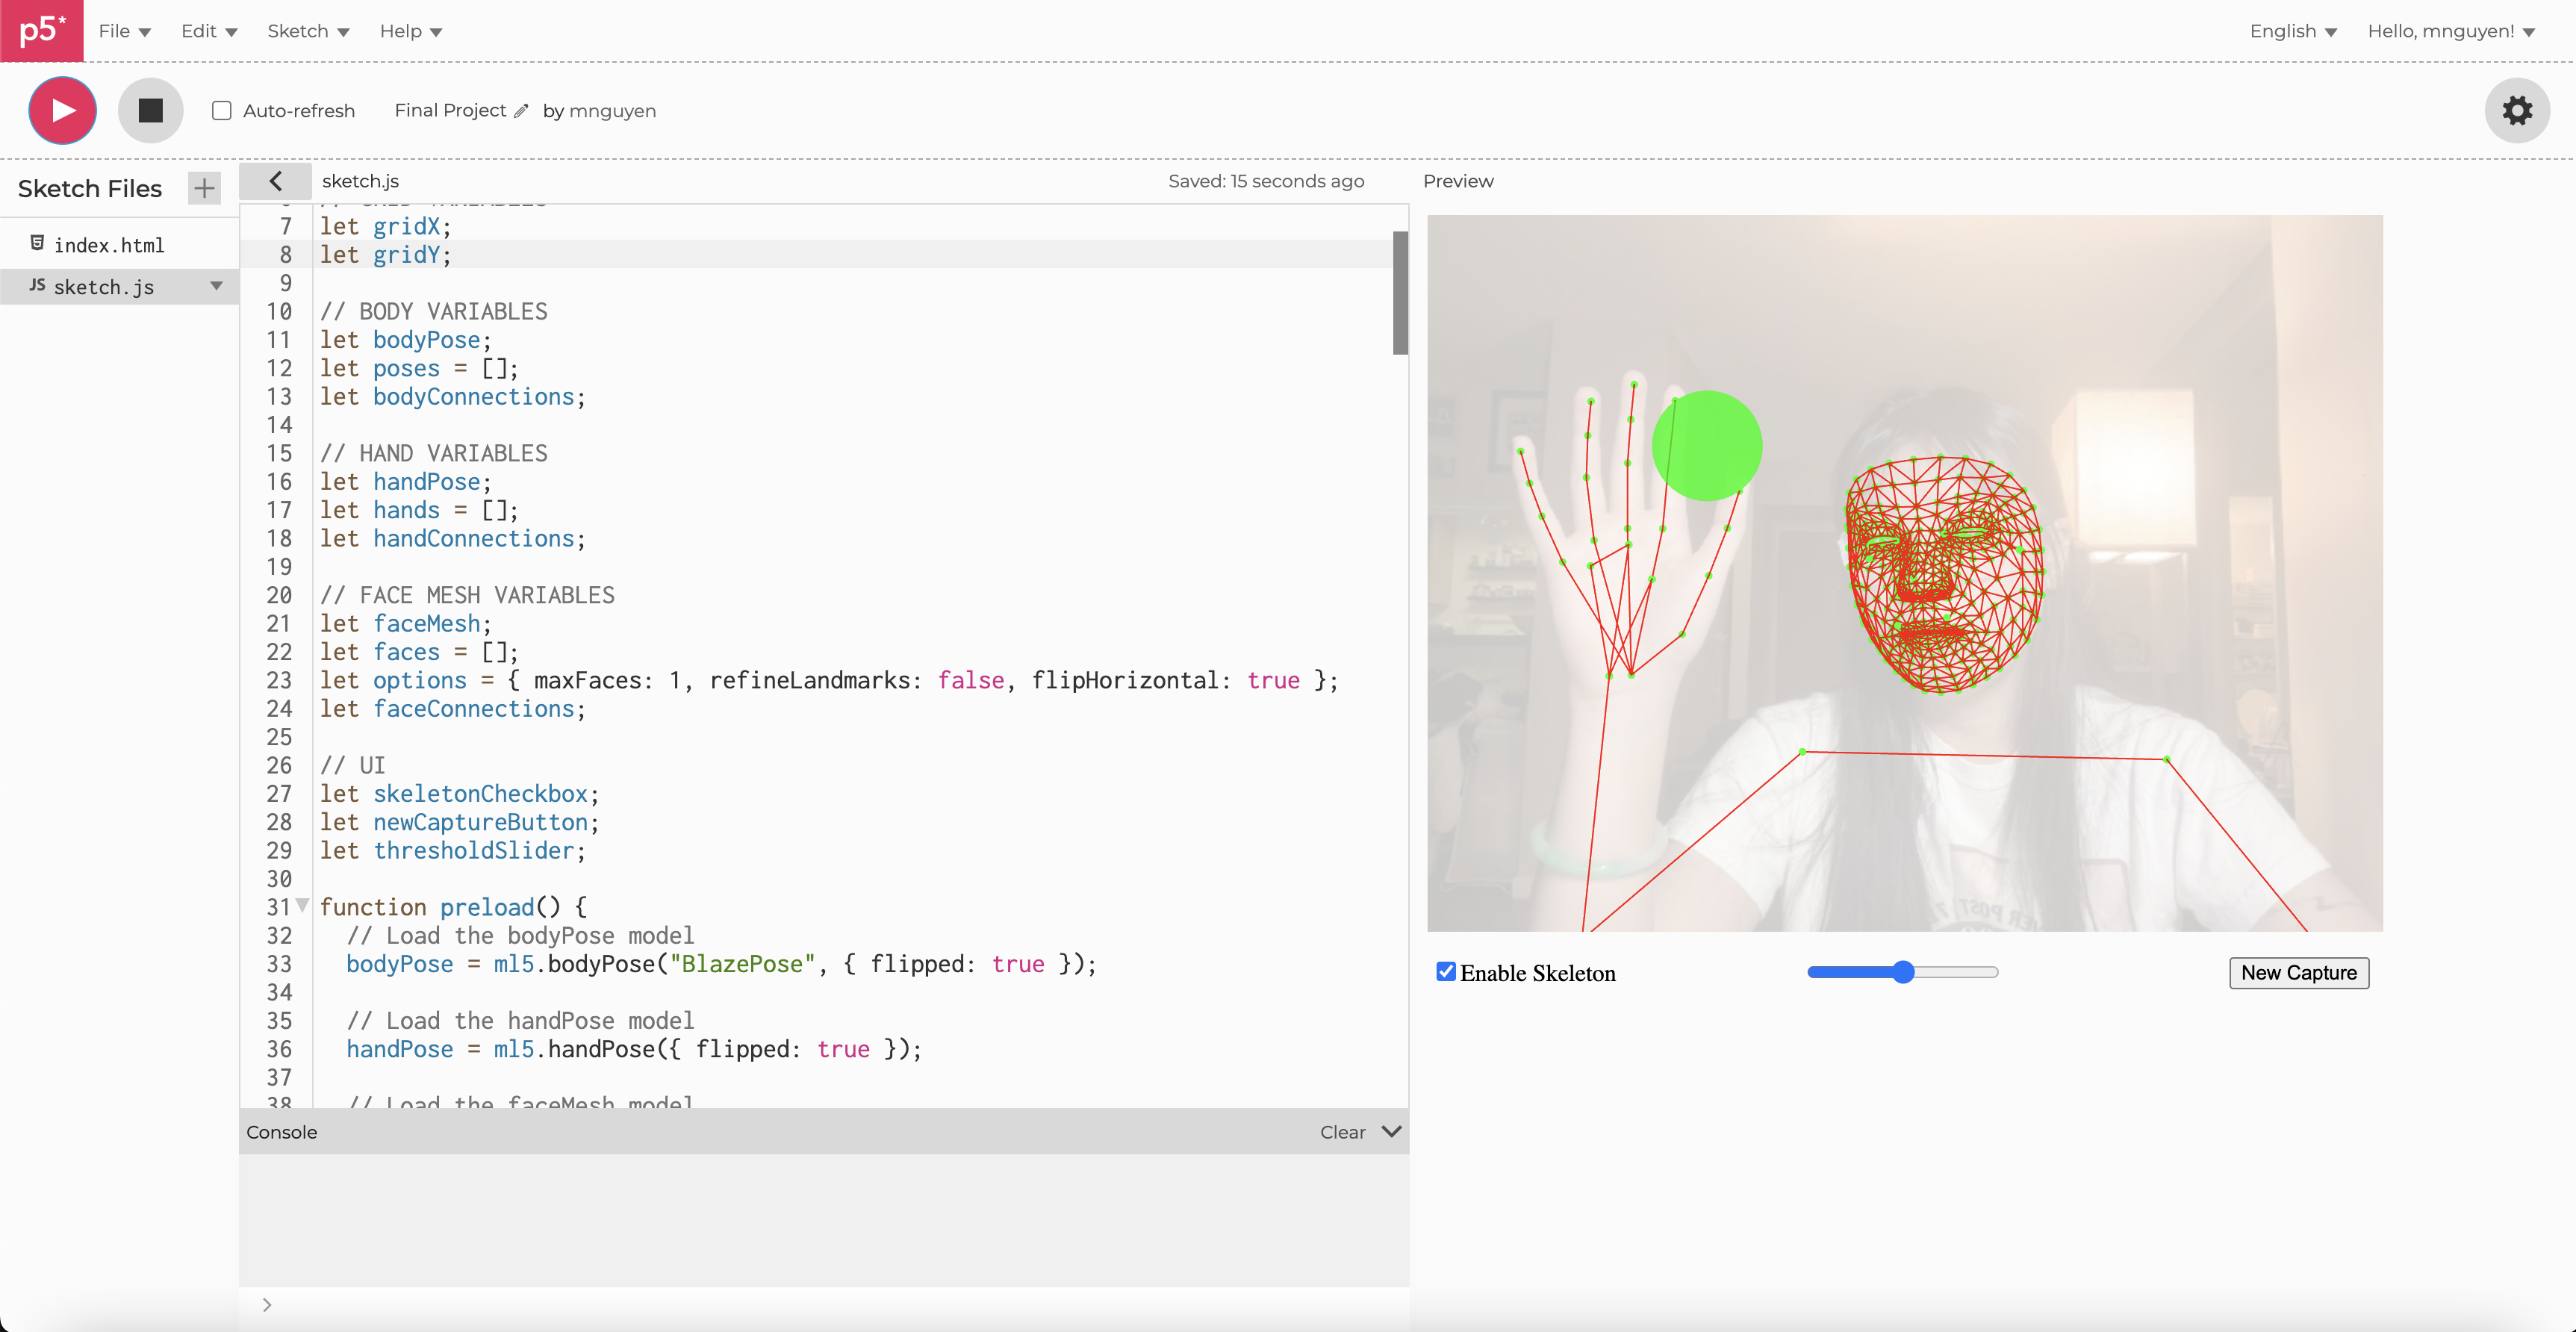 p5*
File
Edit
Sketch
Help
English
Hello, mnguyen!
Auto-refresh
Final Project
by mnguyen
Sketch Files
sketch.js
Saved: 15 seconds ago
Preview
index.html
JS sketch.js
7 let gridX;
8 let gridY;
9
10 // BODY VARIABLES
11 let bodyPose;
12 let poses = [];
13 let bodyConnections;
14
15 // HAND VARIABLES
16 let handPose;
17 let hands = [];
18 let handConnections;
19
20 // FACE MESH VARIABLES
21 let faceMesh;
22 let faces = [];
23 let options = { maxFaces: 1, refineLandmarks: false, flipHorizontal: true };
24 let faceConnections;
25
26 // UI
27 let skeletonCheckbox;
28 let newCaptureButton;
29 let thresholdSlider;
30
31 function preload() {
32 // Load the bodyPose model
33 bodyPose = ml5.bodyPose("BlazePose", { flipped: true });
34
35 // Load the handPose model
36 handPose = ml5.handPose({ flipped: true });
37
38 // Load the faceMesh model
Enable Skeleton
New Capture
Console
Clear